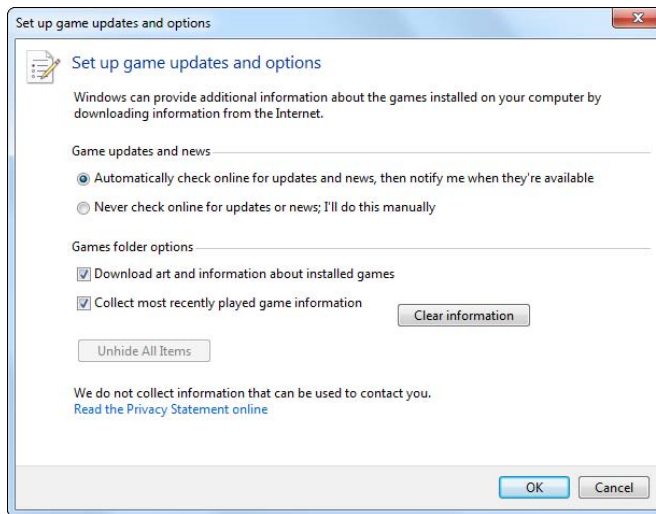 Set up game updates and options
Set up game updates and options
Windows can provide additional information about the games installed on your computer by
downloading information from the Internet.
Game updates and news
Automatically check online for updates and news, then notify me when they're available
Never check online for updates or news; I'll do this manually
Games folder options
Download art and information about installed games
Collect most recently played game information
Clear information
Unhide All Items
We do not collect information that can be used to contact you.
Read the Privacy Statement online
OK Cancel